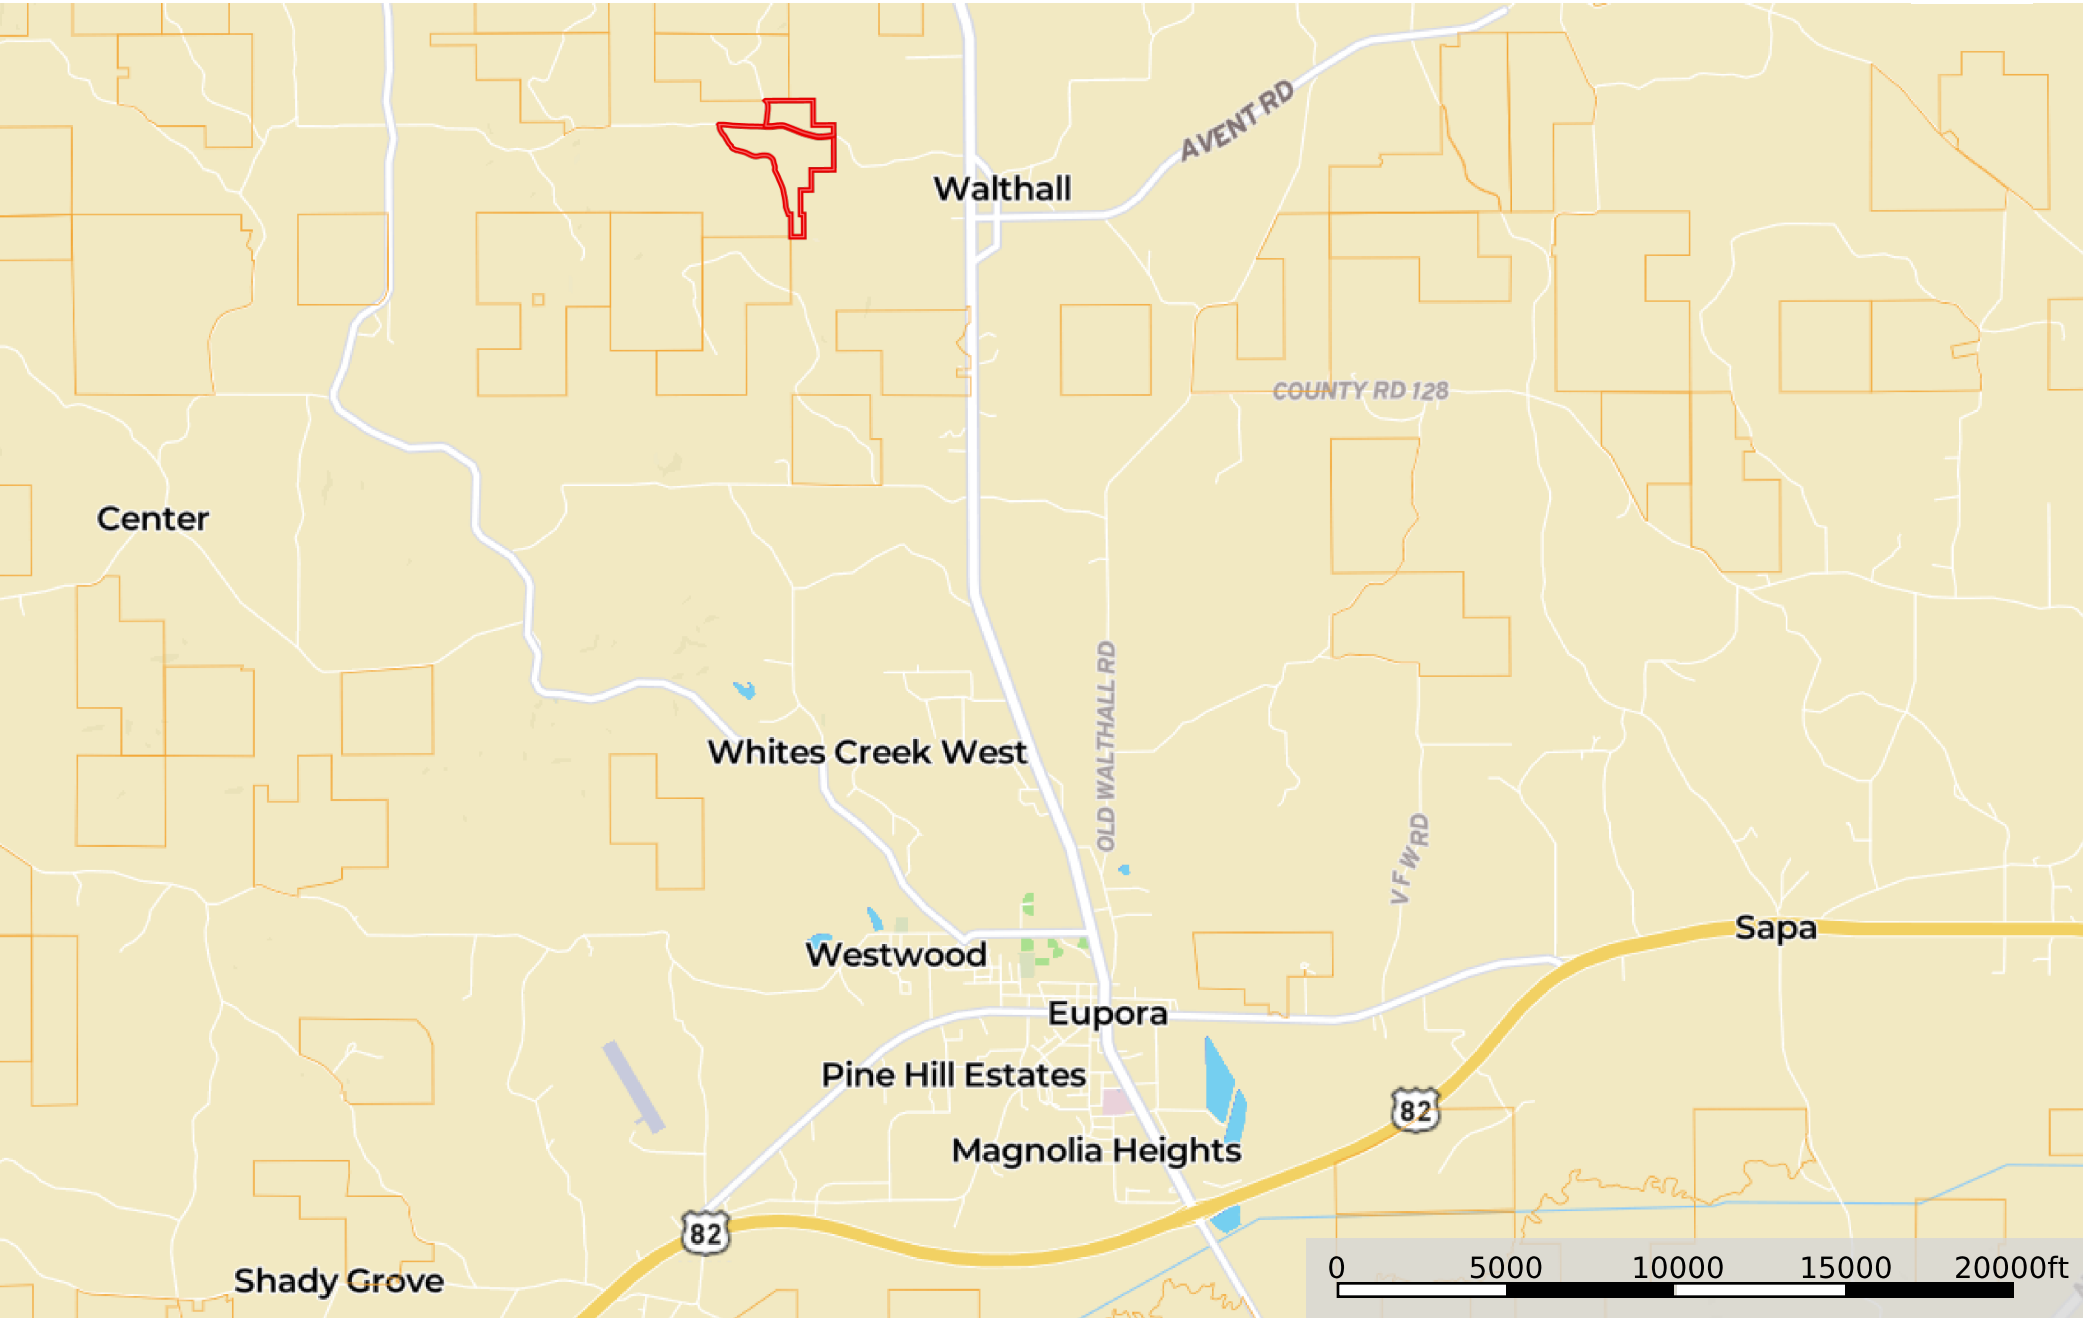 AVENT RD
Walthall
COUNTY RD 128
Center
OLD WALTHALL RD
Whites Creek West
V F W RD
Sapa
Westwood
Eupora
Pine Hill Estates
82
Magnolia Heights
82
Shady Grove
0 5000 10000 15000 20000ft